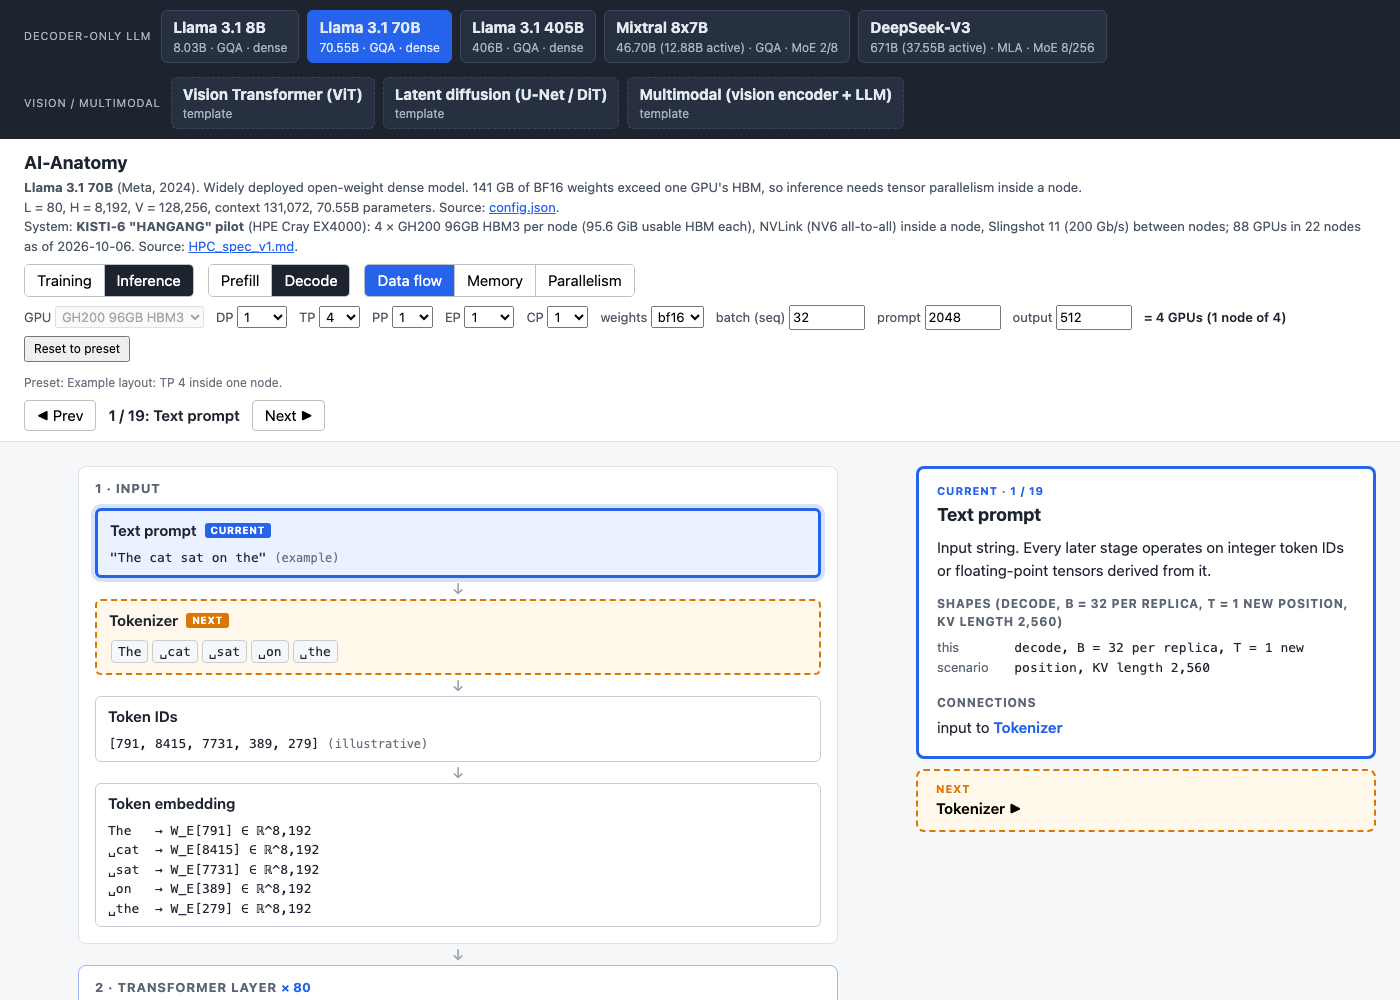 DECODER-ONLY LLM
Llama 3.1 8B
8.03B · GQA · dense
Llama 3.1 70B
70.55B · GQA · dense
Llama 3.1 405B
406B · GQA · dense
Mixtral 8x7B
46.70B (12.88B active) · GQA · MoE 2/8
DeepSeek-V3
671B (37.55B active) · MLA · MoE 8/256
VISION / MULTIMODAL
Vision Transformer (ViT)
template
Latent diffusion (U-Net / DiT)
template
Multimodal (vision encoder + LLM)
template
AI-Anatomy
Llama 3.1 70B (Meta, 2024). Widely deployed open-weight dense model. 141 GB of BF16 weights exceed one GPU's HBM, so inference needs tensor parallelism inside a node.
L = 80, H = 8,192, V = 128,256, context 131,072, 70.55B parameters. Source: config.json.
System: KISTI-6 "HANGANG" pilot (HPE Cray EX4000): 4 × GH200 96GB HBM3 per node (95.6 GiB usable HBM each), NVLink (NV6 all-to-all) inside a node, Slingshot 11 (200 Gb/s) between nodes; 88 GPUs in 22 nodes
as of 2026-10-06. Source: HPC_spec_v1.md.
Training Inference Prefill Decode Data flow Memory Parallelism
GPU GH200 96GB HBM3 DP 1 TP 4 PP 1 EP 1 CP 1 weights bf16 batch (seq) 32 prompt 2048 output 512 = 4 GPUs (1 node of 4)
Reset to preset
Preset: Example layout: TP 4 inside one node.
◀ Prev 1 / 19: Text prompt Next ▶
1 · INPUT
Text prompt CURRENT
"The cat sat on the" (example)
↓
Tokenizer NEXT
The ␣cat ␣sat ␣on ␣the
↓
Token IDs
[791, 8415, 7731, 389, 279] (illustrative)
↓
Token embedding
The → W_E[791] ∈ ℝ^8,192
␣cat → W_E[8415] ∈ ℝ^8,192
␣sat → W_E[7731] ∈ ℝ^8,192
␣on → W_E[389] ∈ ℝ^8,192
␣the → W_E[279] ∈ ℝ^8,192
↓
2 · TRANSFORMER LAYER × 80
CURRENT · 1 / 19
Text prompt
Input string. Every later stage operates on integer token IDs
or floating-point tensors derived from it.
SHAPES (DECODE, B = 32 PER REPLICA, T = 1 NEW POSITION,
KV LENGTH 2,560)
this decode, B = 32 per replica, T = 1 new
scenario position, KV length 2,560
CONNECTIONS
input to Tokenizer
NEXT
Tokenizer ▶